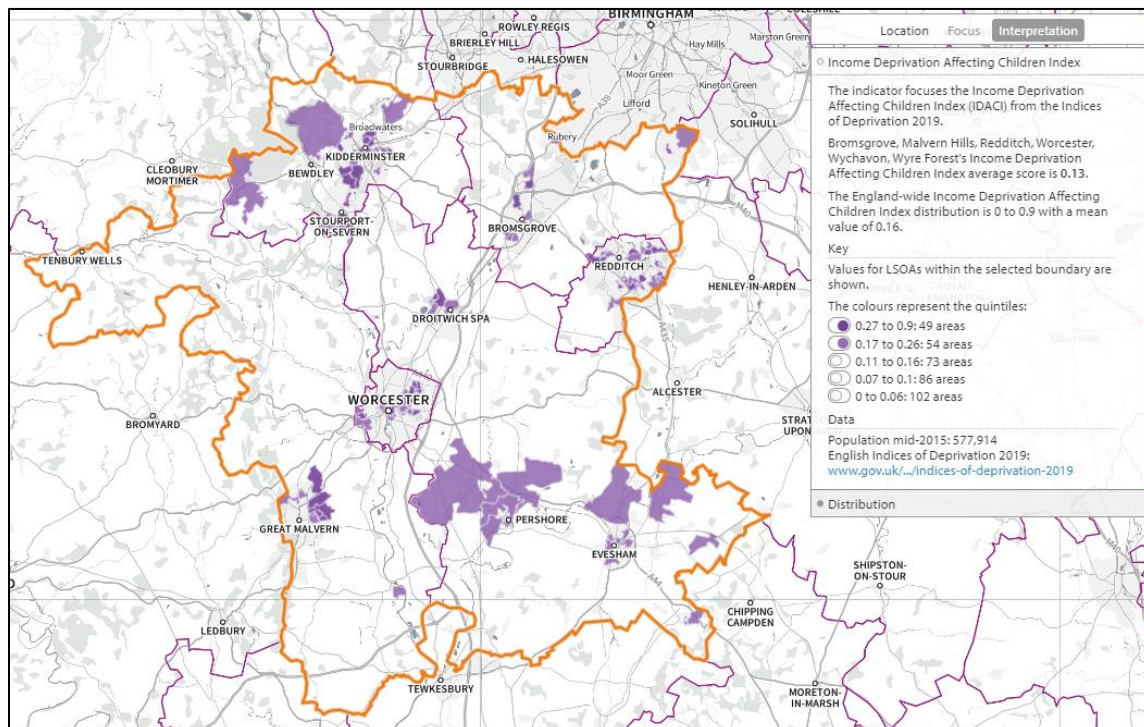 BIRMINGHAM
ROWLEY REGIS
BRIERLEY HILL
Hay Mills
Marston Green
STOURBRIDGE
HALESOWEN
Moor Green
Kineton Green
A38
Lifford
SOLIHULL
Broadwaters
Rubery
KIDDERMINSTER
CLEOBURY
MORTIMER
BEWDLEY
STOURPORT-
ON-SEVERN
BROMSGROVE
M40
TENBURY WELLS
REDDITCH
HENLEY-IN-ARDEN
DROITWICH SPA
A435
ALCESTER
WORCESTER
BROMYARD
STRAT
UPON
GREAT MALVERN
PERSHORE
EVESHAM
A44
SHIPSTON-
ON-STOUR
CHIPPING
CAMPDEN
LEDBURY
TEWKESBURY
MORETON-
IN-MARSH
M40
Location Focus Interpretation
Income Deprivation Affecting Children Index
The indicator focuses the Income Deprivation
Affecting Children Index (IDACI) from the Indices
of Deprivation 2019.
Bromsgrove, Malvern Hills, Redditch, Worcester,
Wychavon, Wyre Forest's Income Deprivation
Affecting Children Index average score is 0.13.
The England-wide Income Deprivation Affecting
Children Index distribution is 0 to 0.9 with a mean
value of 0.16.
Key
Values for LSOAs within the selected boundary are
shown.
The colours represent the quintiles:
0.27 to 0.9: 49 areas
0.17 to 0.26: 54 areas
0.11 to 0.16: 73 areas
0.07 to 0.1: 86 areas
0 to 0.06: 102 areas
Data
Population mid-2015: 577,914
English Indices of Deprivation 2019:
www.gov.uk/.../indices-of-deprivation-2019
Distribution